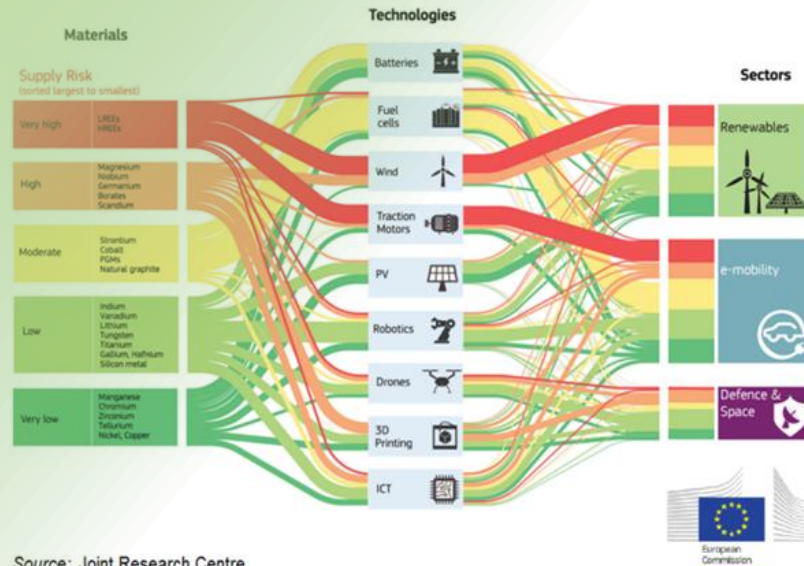 Technologies
Materials
Supply Risk
(sorted largest to smallest)
Very high
LREEs
HREEs
High
Magnesium
Niobium
Germanium
Borates
Scandium
Moderate
Strontium
Cobalt
PGMs
Natural graphite
Low
Indium
Vanadium
Lithium
Tungsten
Titanium
Gallium, Hafnium
Silicon metal
Very low
Manganese
Chromium
Zirconium
Tellurium
Nickel, Copper
Batteries
Fuel
cells
Wind
Traction
Motors
PV
Robotics
Drones
3D
Printing
ICT
Sectors
Renewables
e-mobility
Defence &
Space
European
Commission
Source: Joint Research Centre